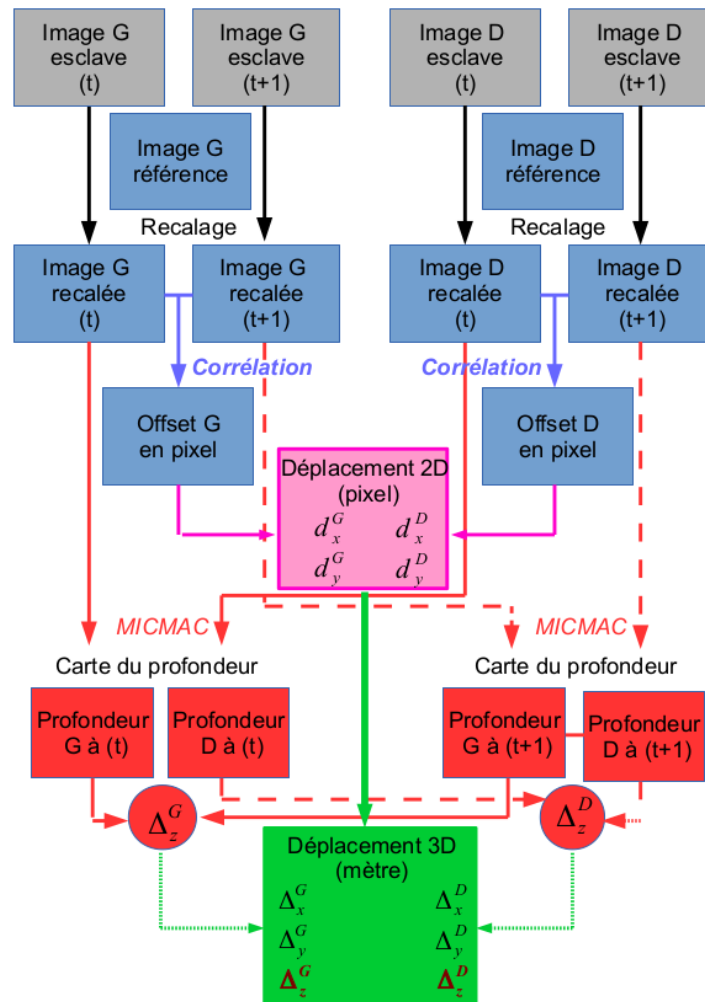 Image G
esclave
(t)
Image G
esclave
(t+1)
Image D
esclave
(t)
Image D
esclave
(t+1)
Image G
référence
Image D
référence
Recalage
Recalage
Image G
recalée
(t)
Image G
recalée
(t+1)
Image D
recalée
(t)
Image D
recalée
(t+1)
Corrélation
Corrélation
Offset G
en pixel
Offset D
en pixel
Déplacement 2D
(pixel)
d_x^G d_x^D
d_y^G d_y^D
MICMAC
MICMAC
Carte du profondeur
Carte du profondeur
Profondeur
G à (t)
Profondeur
D à (t)
Profondeur
G à (t+1)
Profondeur
D à (t+1)
Δ_z^G
Δ_z^D
Déplacement 3D
(mètre)
Δ_x^G Δ_x^D
Δ_y^G Δ_y^D
Δ_z^G Δ_z^D